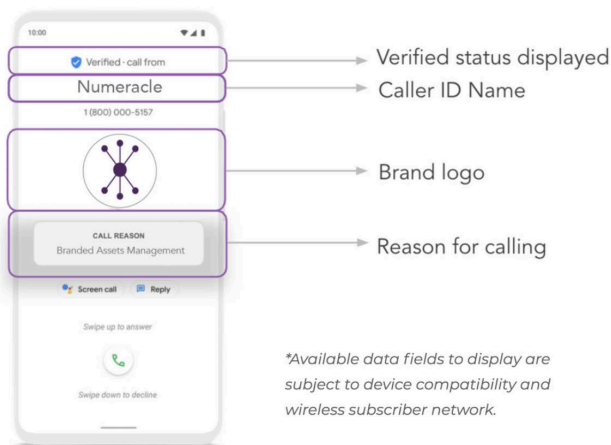 10:00
Verified · call from
Numeracle
1 (800) 000-5157
CALL REASON
Branded Assets Management
Screen call
Reply
Swipe up to answer
Swipe down to decline
Verified status displayed
Caller ID Name
Brand logo
Reason for calling
*Available data fields to display are
subject to device compatibility and
wireless subscriber network.